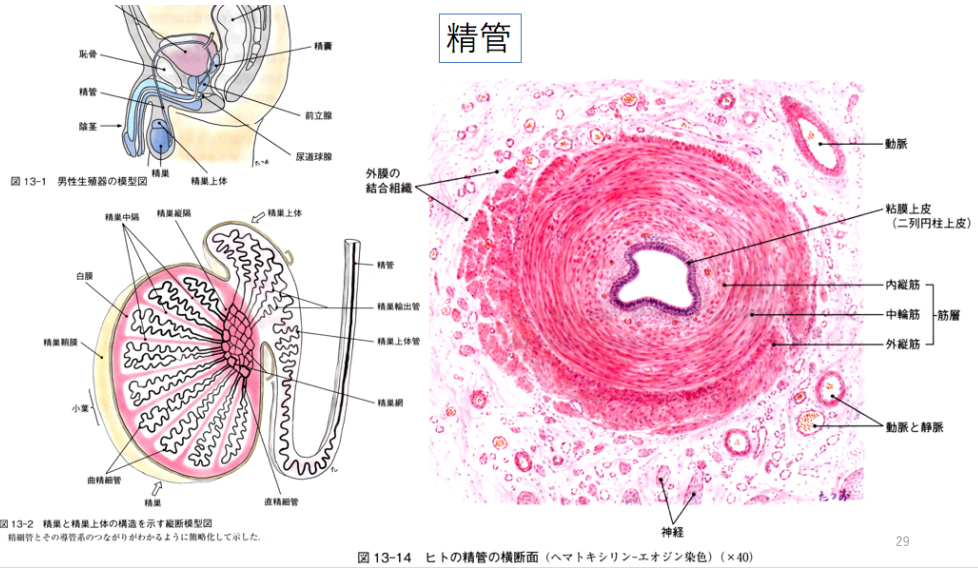 精管
恥骨
精管
陰茎
精巣
精巣上体
精囊
前立腺
尿道球腺
図 13-1 男性生殖器の模型図
精巣中隔
精巣縦隔
精巣上体
白膜
精巣鞘膜
小葉
曲精細管
精巣
直精細管
精管
精巣輸出管
精巣上体管
精巣網
図 13-2 精巣と精巣上体の構造を示す縦断模型図
精細管とその導管系のつながりがわかるように簡略化して示した.
外膜の
結合組織
動脈
粘膜上皮
(二列円柱上皮)
内縦筋
中輪筋
外縦筋
筋層
動脈と静脈
神経
たつお
図 13-14 ヒトの精管の横断面(ヘマトキシリン-エオジン染色)(×40)
29